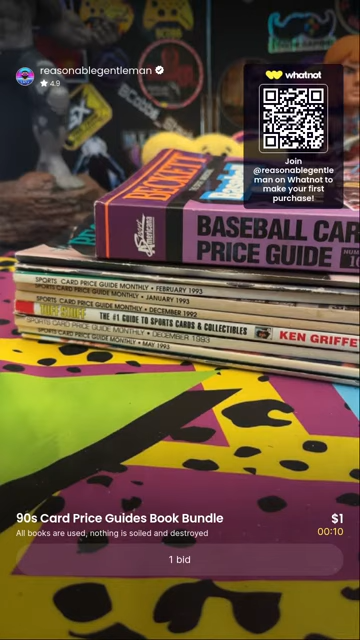 reasonablegentleman
4.9
whatnot
Join
@reasonablegentle
man on Whatnot to
make your first
purchase!
BECKETT
BASEBALL CAR
PRICE GUIDE
Sport
Americana
SPORTS CARD PRICE GUIDE MONTHLY • FEBRUARY 1993
SPORTS CARD PRICE GUIDE MONTHLY • JANUARY 1993
SPORTS CARD PRICE GUIDE MONTHLY • DECEMBER 1992
THE #1 GUIDE TO SPORTS CARDS & COLLECTIBLES
KEN GRIFFE
SPORTS CARD PRICE GUIDE MONTHLY • DECEMBER 1993
SPORTS CARD PRICE GUIDE MONTHLY • MAY 1993
90s Card Price Guides Book Bundle
$1
All books are used, nothing is soiled and destroyed
00:10
1 bid